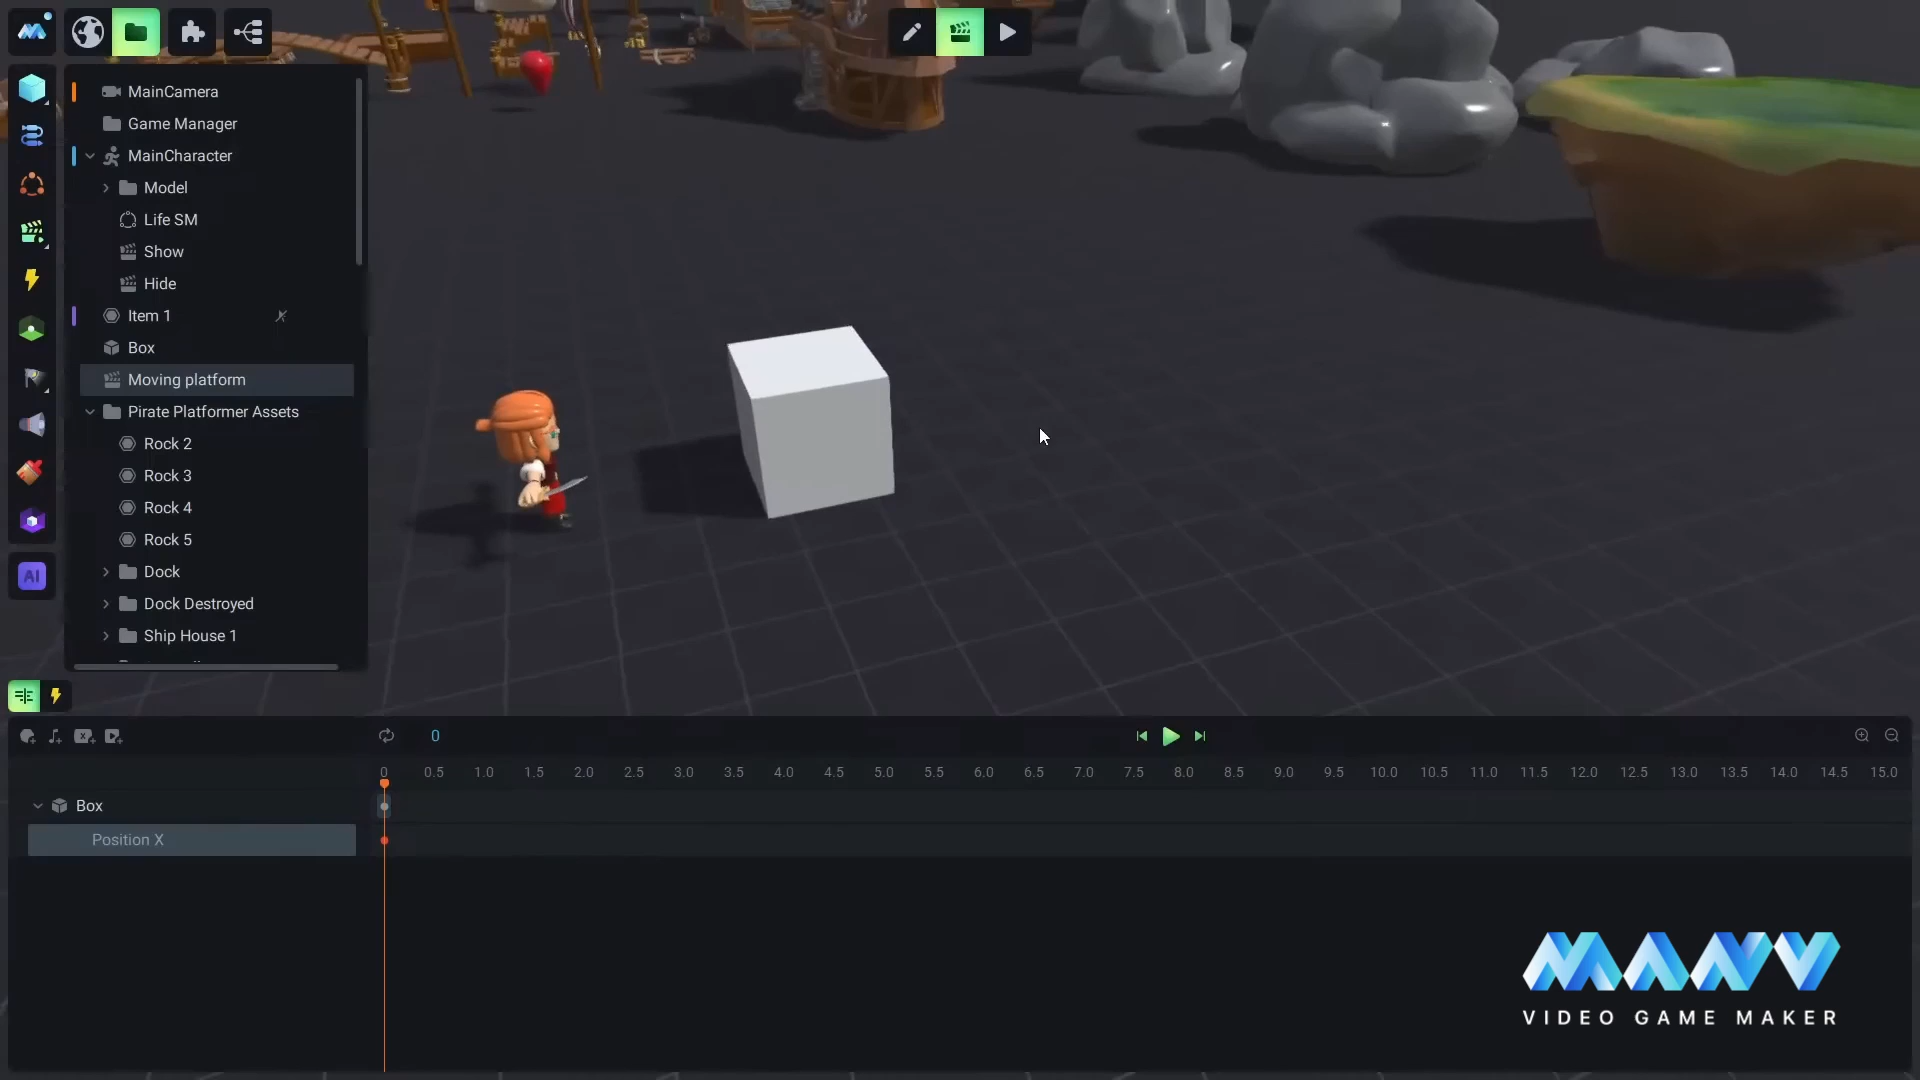 MainCamera
Game Manager
MainCharacter
Model
Life SM
Show
Hide
Item 1
Box
Moving platform
Pirate Platformer Assets
Rock 2
Rock 3
Rock 4
Rock 5
AI
Dock
Dock Destroyed
Ship House 1
0
0 0.5 1.0 1.5 2.0 2.5 3.0 3.5 4.0 4.5 5.0 5.5 6.0 6.5 7.0 7.5 8.0 8.5 9.0 9.5 10.0 10.5 11.0 11.5 12.0 12.5 13.0 13.5 14.0 14.5 15.0
Box
Position X
MANU
VIDEO GAME MAKER